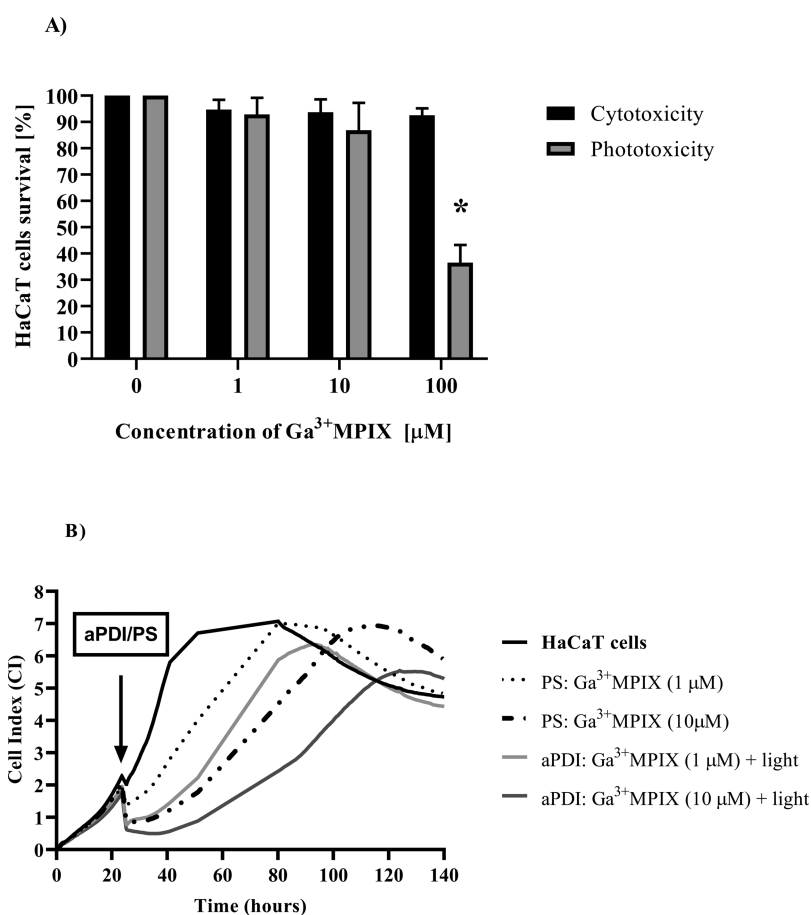 A)
HaCaT cells survival [%]
100
90
80
70
60
50
40
30
20
10
0
*
0 1 10 100
Concentration of Ga³⁺MPIX [µM]
Cytotoxicity
Phototoxicity
B)
Cell Index (CI)
8
7
6
5
4
3
2
1
0
aPDI/PS
0 20 40 60 80 100 120 140
Time (hours)
HaCaT cells
PS: Ga³⁺MPIX (1 µM)
PS: Ga³⁺MPIX (10µM)
aPDI: Ga³⁺MPIX (1 µM) + light
aPDI: Ga³⁺MPIX (10 µM) + light